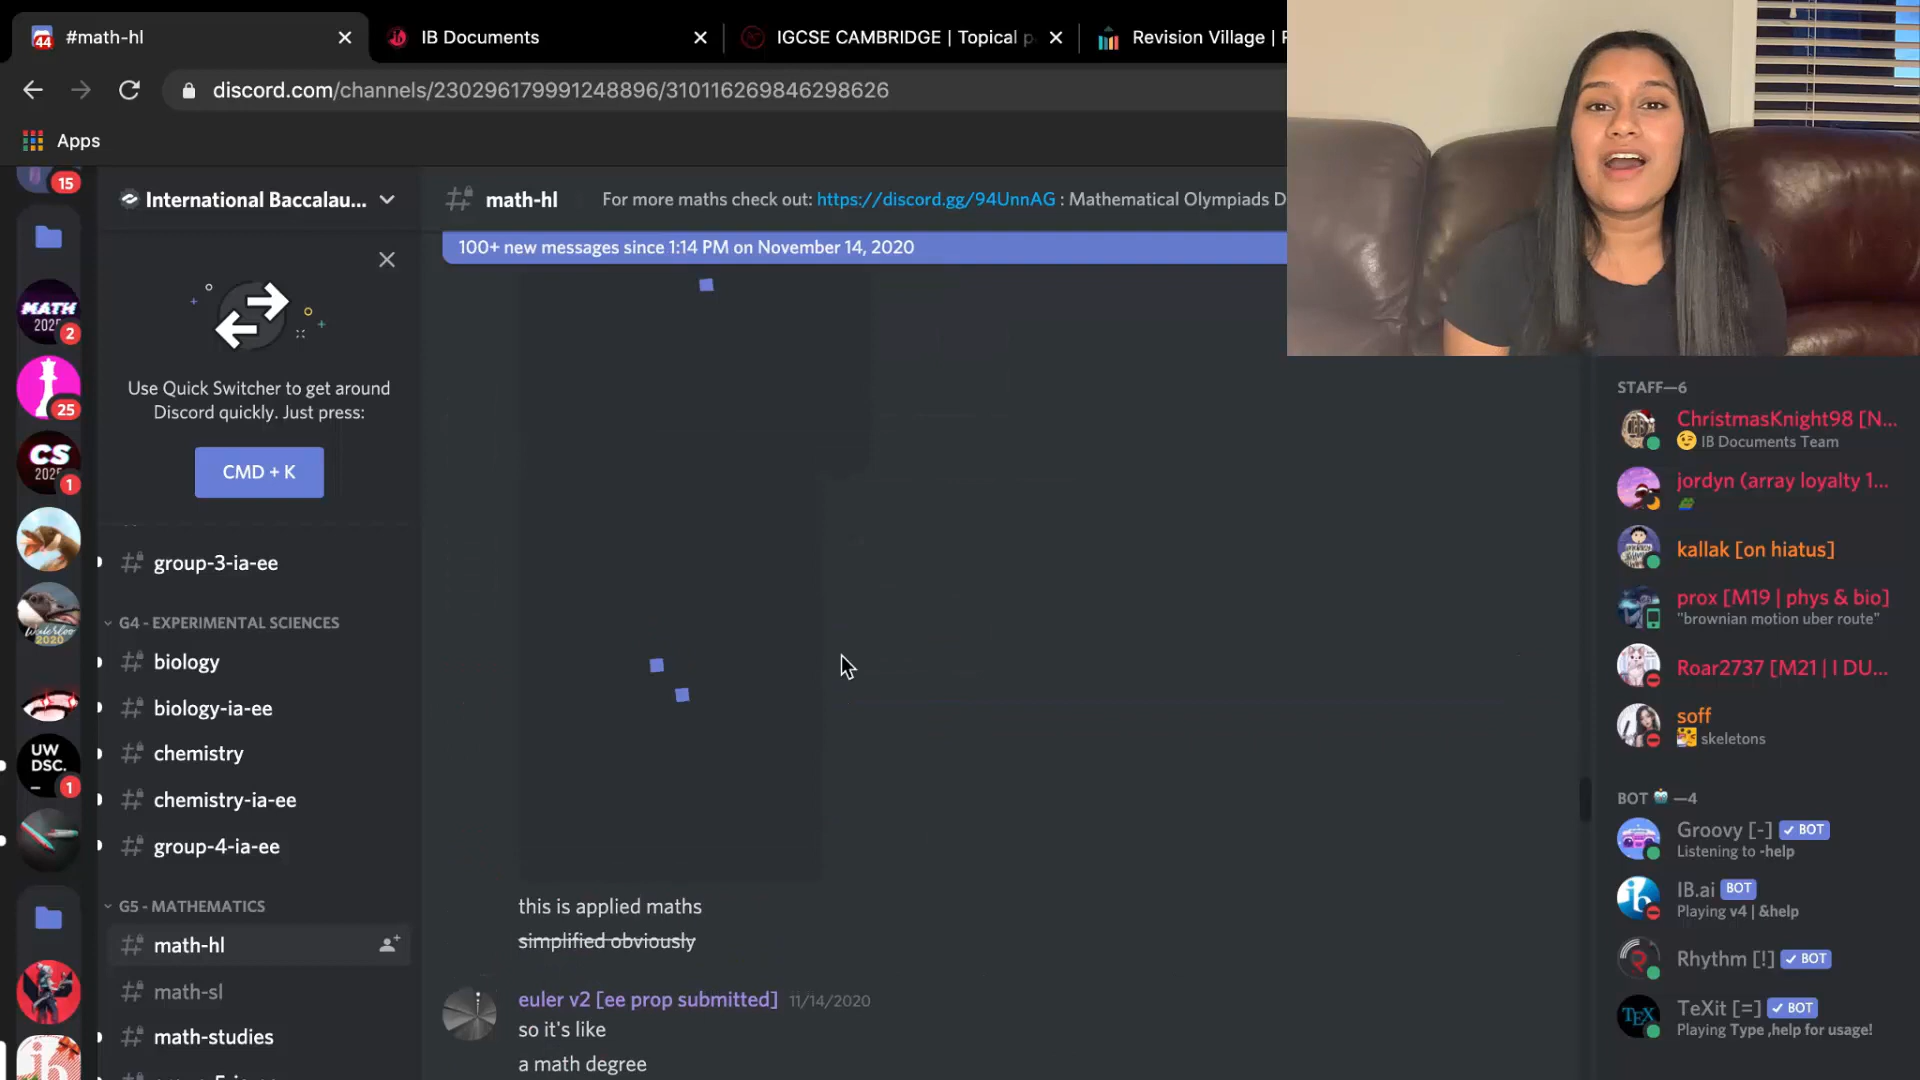 44 #math-hl
IB Documents
IGCSE CAMBRIDGE | Topical p
Revision Village |
discord.com/channels/230296179991248896/310116269846298626
Apps
15
International Baccalau...
math-hl
For more maths check out: https://discord.gg/94UnnAG : Mathematical Olympiads D
100+ new messages since 1:14 PM on November 14, 2020
MATH
2025
2
25
CS
2025
1
UW
DSC.
1
Use Quick Switcher to get around
Discord quickly. Just press:
CMD + K
group-3-ia-ee
G4 - EXPERIMENTAL SCIENCES
biology
biology-ia-ee
chemistry
chemistry-ia-ee
group-4-ia-ee
G5 - MATHEMATICS
math-hl
math-sl
math-studies
this is applied maths
simplified obviously
euler v2 [ee prop submitted] 11/14/2020
so it's like
a math degree
STAFF—6
ChristmasKnight98 [N...
IB Documents Team
jordyn (array loyalty 1...
kallak [on hiatus]
prox [M19 | phys & bio]
"brownian motion uber route"
Roar2737 [M21 | I DU...
soff
skeletons
BOT —4
Groovy [-] BOT
Listening to -help
IB.ai BOT
Playing v4 | &help
Rhythm [!] BOT
TeXit [=] BOT
Playing Type ,help for usage!